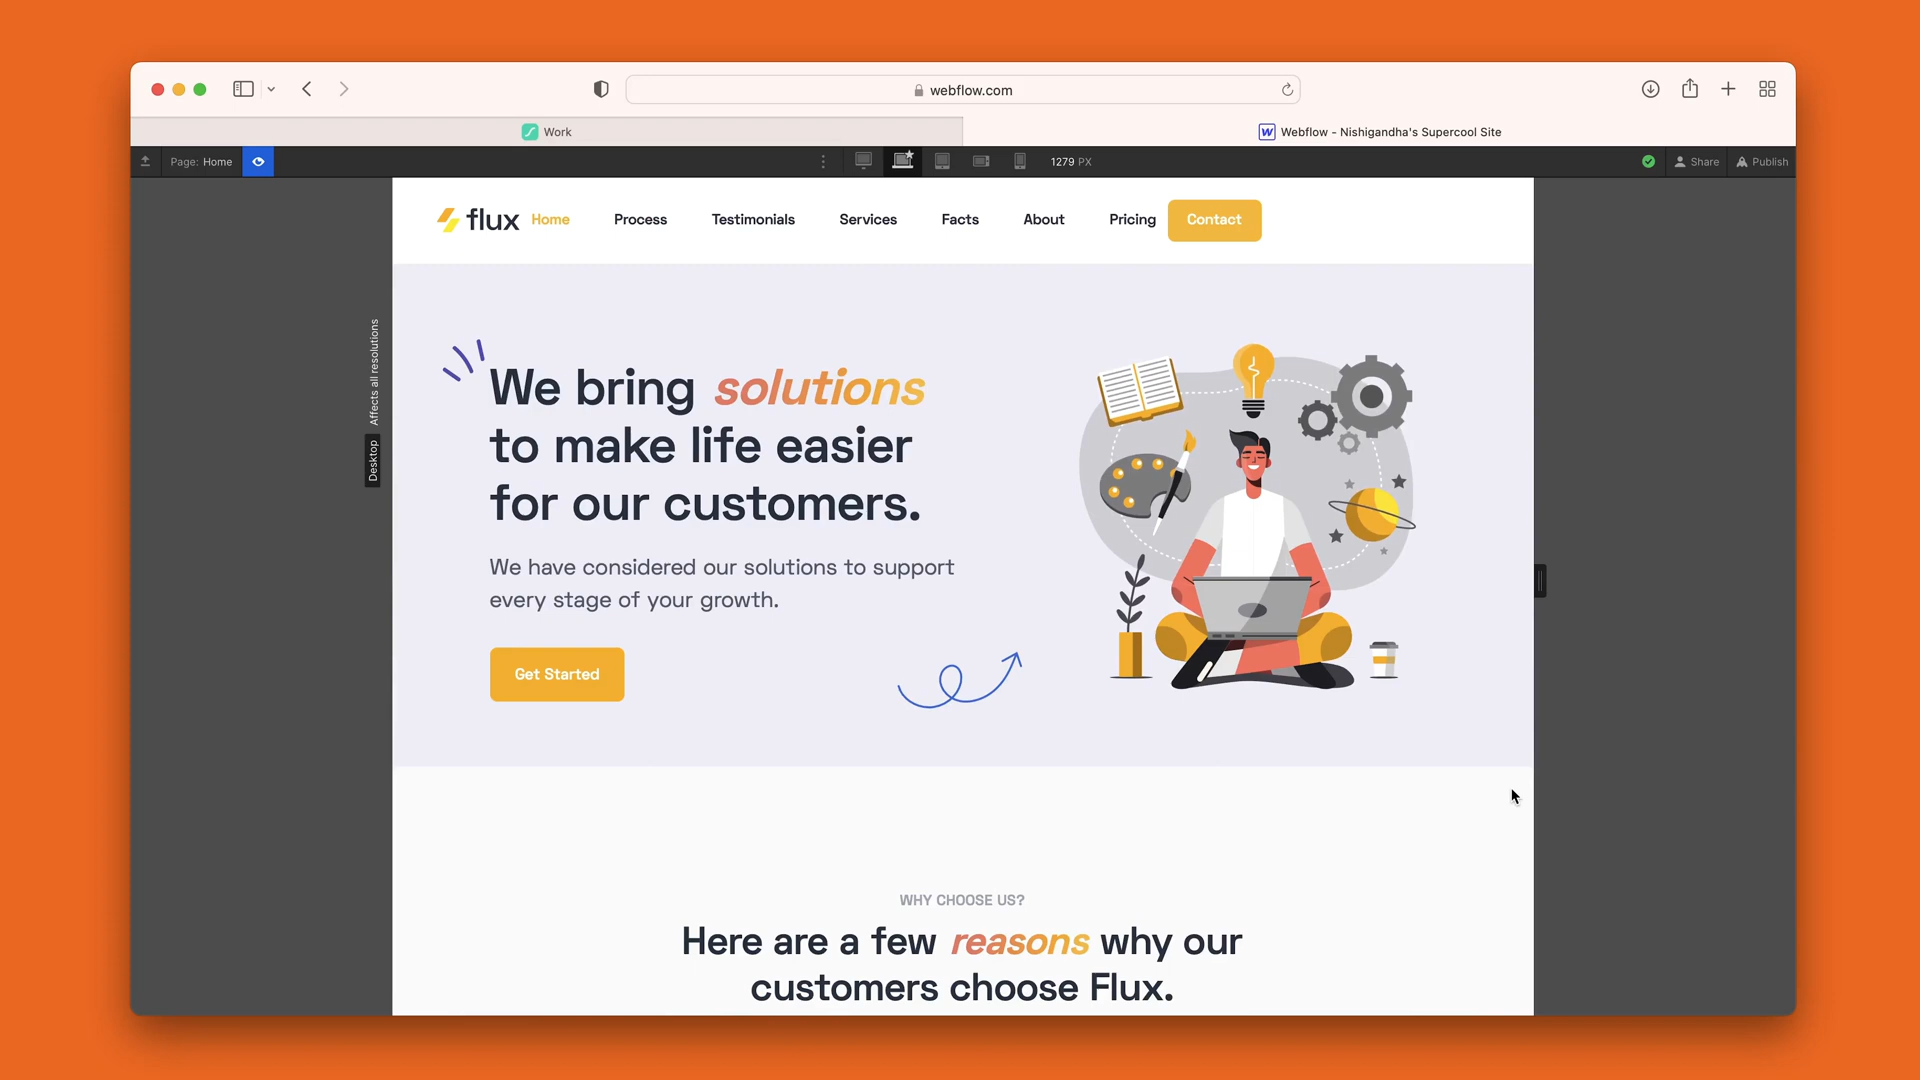 webflow.com
Work
Webflow - Nishigandha's Supercool Site
Page: Home
1279 PX
Share
Publish
flux
Home
Process
Testimonials
Services
Facts
About
Pricing
Contact
Affects all resolutions
Desktop
We bring solutions
to make life easier
for our customers.
We have considered our solutions to support
every stage of your growth.
Get Started
WHY CHOOSE US?
Here are a few reasons why our
customers choose Flux.